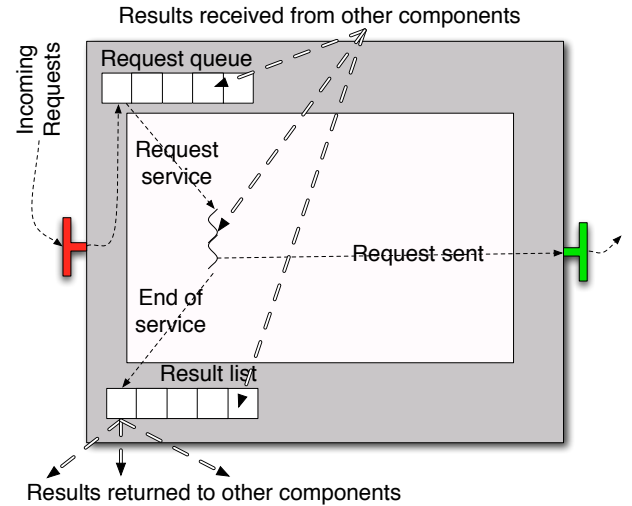 Results received from other components
Request queue
Incoming
Requests
Request
service
Request sent
End of
service
Result list
Results returned to other components